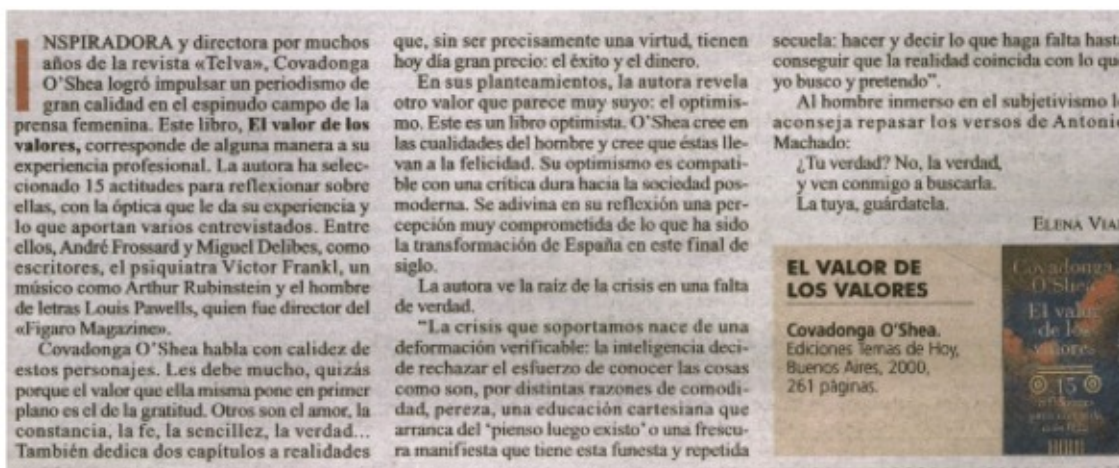 INSPIRADORA y directora por muchos
años de la revista «Telva», Covadonga
O'Shea logró impulsar un periodismo de
gran calidad en el espinudo campo de la
prensa femenina. Este libro, El valor de los
valores, corresponde de alguna manera a su
experiencia profesional. La autora ha selec-
cionado 15 actitudes para reflexionar sobre
ellas, con la óptica que le da su experiencia y
lo que aportan varios entrevistados. Entre
ellos, André Frossard y Miguel Delibes, como
escritores, el psiquiatra Víctor Frankl, un
músico como Arthur Rubinstein y el hombre
de letras Louis Pawells, quien fue director del
«Figaro Magazine».
Covadonga O'Shea habla con calidez de
estos personajes. Les debe mucho, quizás
porque el valor que ella misma pone en primer
plano es el de la gratitud. Otros son el amor, la
constancia, la fe, la sencillez, la verdad...
También dedica dos capítulos a realidades
que, sin ser precisamente una virtud, tienen
hoy día gran precio: el éxito y el dinero.
En sus planteamientos, la autora revela
otro valor que parece muy suyo: el optimis-
mo. Este es un libro optimista. O'Shea cree en
las cualidades del hombre y cree que éstas lle-
van a la felicidad. Su optimismo es compati-
ble con una crítica dura hacia la sociedad pos-
moderna. Se adivina en su reflexión una per-
cepción muy comprometida de lo que ha sido
la transformación de España en este final de
siglo.
La autora ve la raíz de la crisis en una falta
de verdad.
"La crisis que soportamos nace de una
deformación verificable: la inteligencia deci-
de rechazar el esfuerzo de conocer las cosas
como son, por distintas razones de comodi-
dad, pereza, una educación cartesiana que
arranca del 'pienso luego existo' o una frescu-
ra manifiesta que tiene esta funesta y repetida
secuela: hacer y decir lo que haga falta hast
conseguir que la realidad coincida con lo qu
yo busco y pretendo".
Al hombre inmerso en el subjetivismo l
aconseja repasar los versos de Antoni
Machado:
¿Tu verdad? No, la verdad,
y ven conmigo a buscarla.
La tuya, guárdatela.
ELENA VIA
EL VALOR DE
LOS VALORES
Covadonga O'Shea.
Ediciones Temas de Hoy,
Buenos Aires, 2000,
261 páginas.
Covadonga
O'Shea
El valor
de los
valores
15